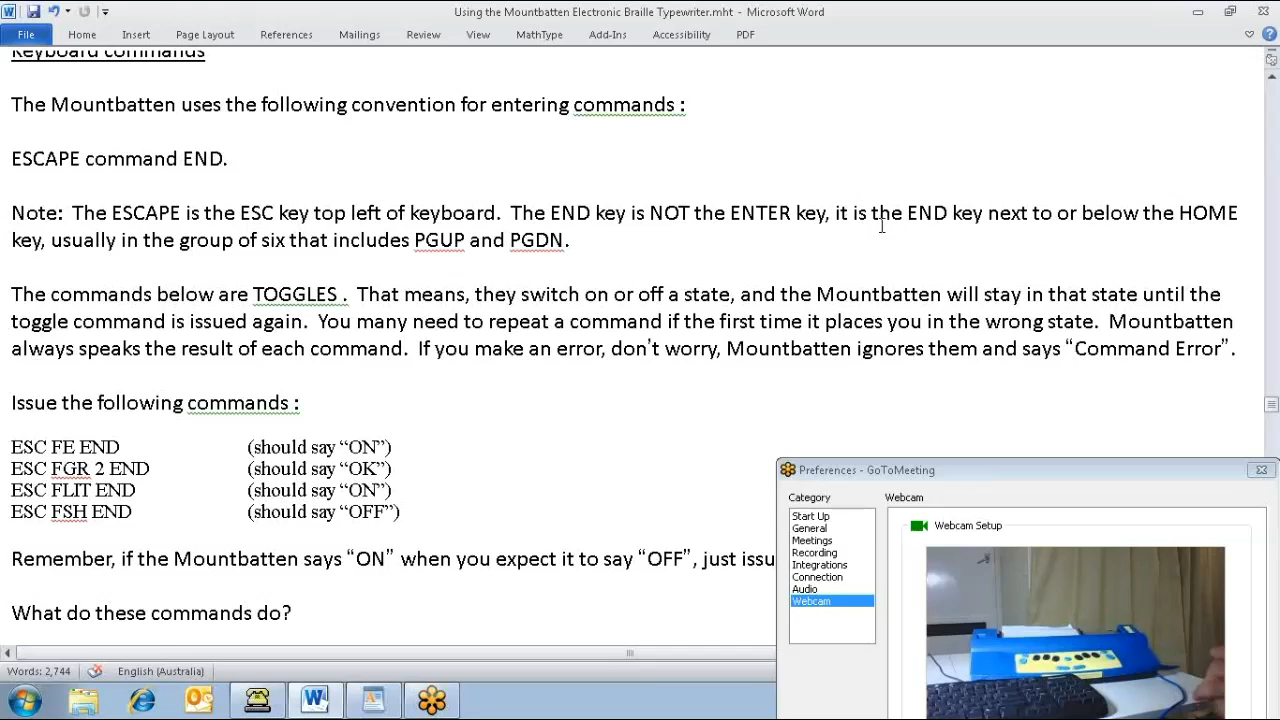 Using the Mountbatten Electronic Braille Typewriter.mht - Microsoft Word
File Home Insert Page Layout References Mailings Review View MathType Add-Ins Accessibility PDF
Keyboard commands
The Mountbatten uses the following convention for entering commands :
ESCAPE command END.
Note: The ESCAPE is the ESC key top left of keyboard. The END key is NOT the ENTER key, it is the END key next to or below the HOME
key, usually in the group of six that includes PGUP and PGDN.
The commands below are TOGGLES . That means, they switch on or off a state, and the Mountbatten will stay in that state until the
toggle command is issued again. You many need to repeat a command if the first time it places you in the wrong state. Mountbatten
always speaks the result of each command. If you make an error, don’t worry, Mountbatten ignores them and says “Command Error”.
Issue the following commands :
ESC FE END (should say “ON”)
ESC FGR 2 END (should say “OK”)
ESC FLIT END (should say “ON”)
ESC FSH END (should say “OFF”)
Remember, if the Mountbatten says “ON” when you expect it to say “OFF”, just issu
What do these commands do?
Preferences - GoToMeeting
Category Webcam
Start Up
General
Meetings
Recording
Integrations
Connection
Audio
Webcam
Webcam Setup
Words: 2,744 English (Australia)